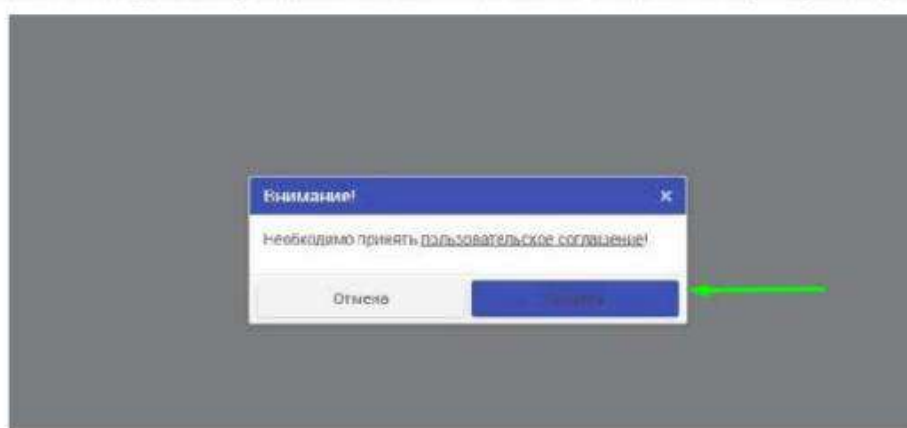 Внимание!
Необходимо принять пользовательское соглашение!
Отмена